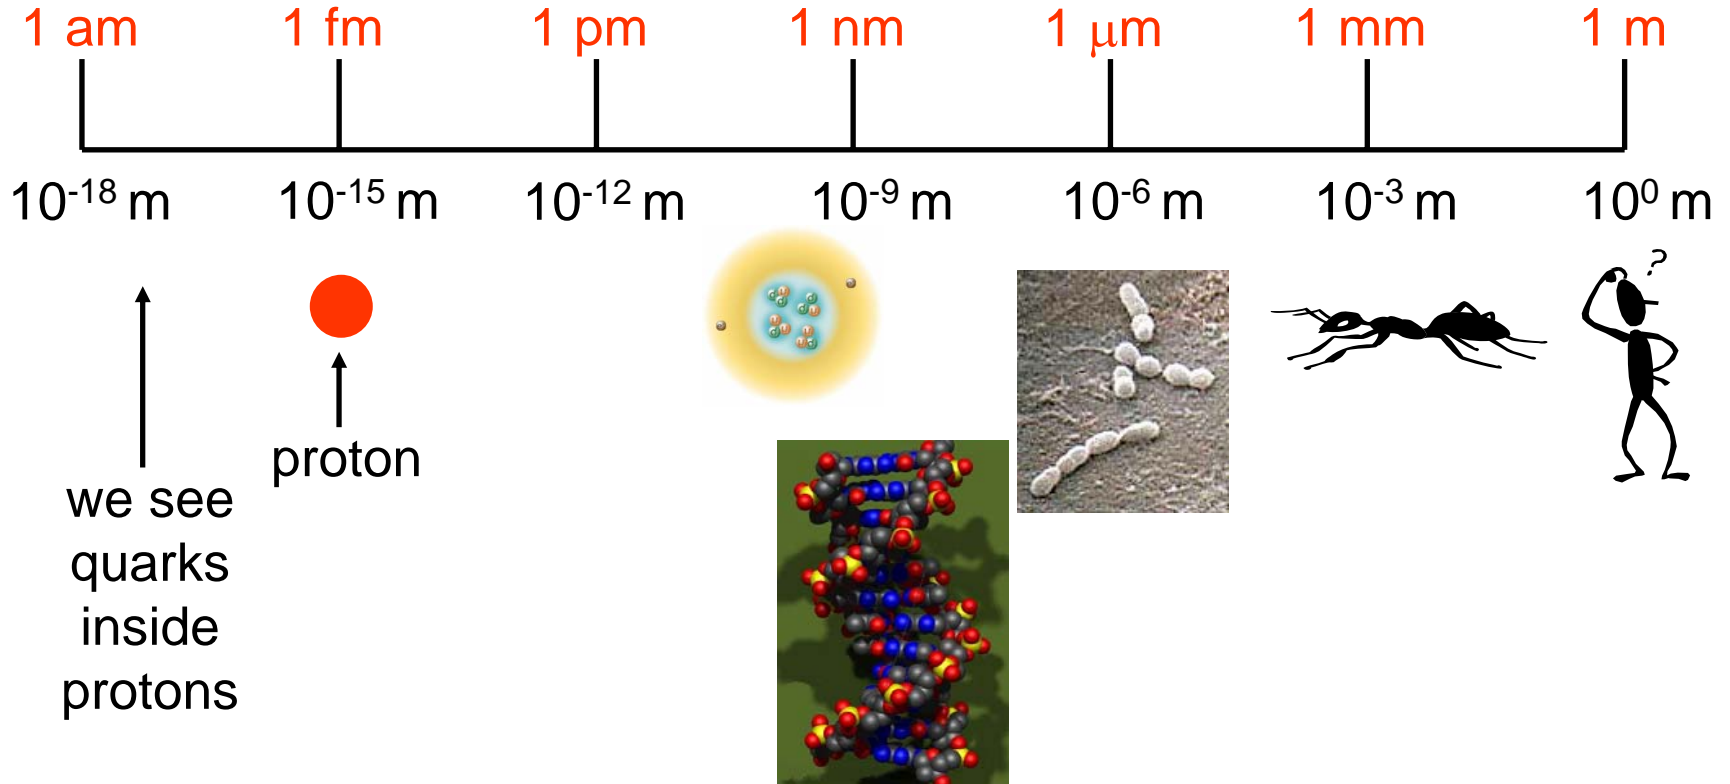 1 am 1 fm 1 pm 1 nm 1 μm 1 mm 1 m
10⁻¹⁸ m 10⁻¹⁵ m 10⁻¹² m 10⁻⁹ m 10⁻⁶ m 10⁻³ m 10⁰ m
?
proton
we see
quarks
inside
protons